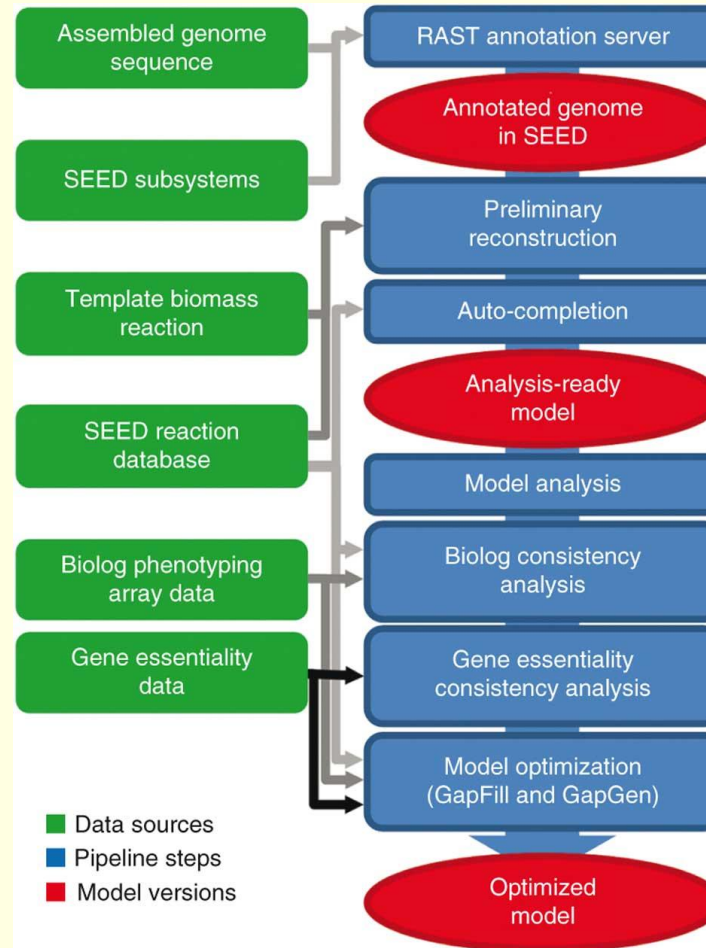 Assembled genome
sequence
SEED subsystems
Template biomass
reaction
SEED reaction
database
Biolog phenotyping
array data
Gene essentiality
data
RAST annotation server
Annotated genome
in SEED
Preliminary
reconstruction
Auto-completion
Analysis-ready
model
Model analysis
Biolog consistency
analysis
Gene essentiality
consistency analysis
Model optimization
(GapFill and GapGen)
Optimized
model
Data sources
Pipeline steps
Model versions